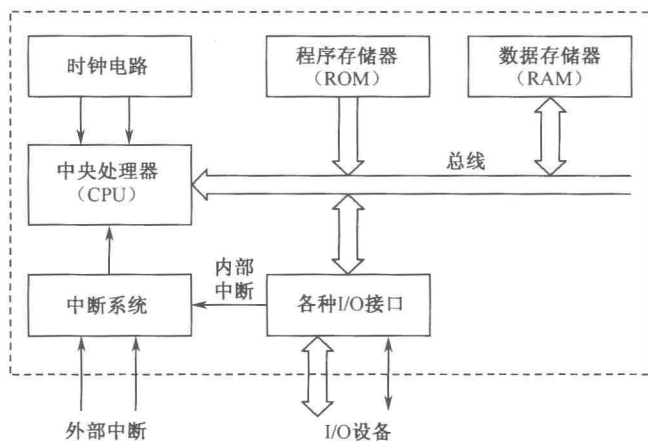 时钟电路
程序存储器
（ROM）
数据存储器
（RAM）
中央处理器
（CPU）
总线
内部
中断
中断系统
各种I/O接口
外部中断
I/O设备